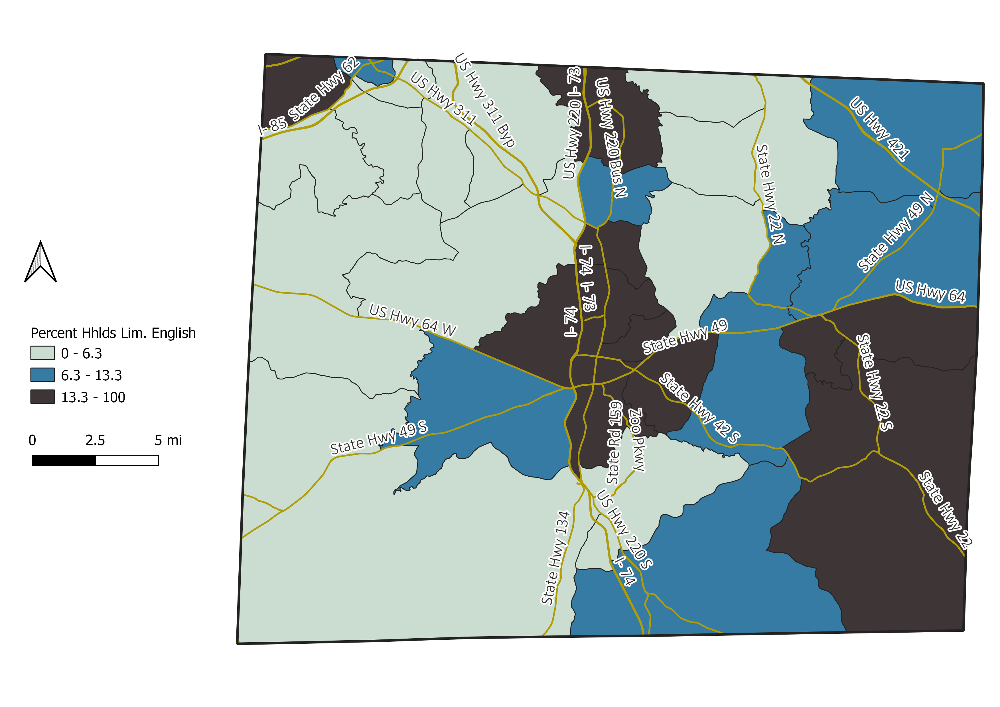 State Hwy 62
I- 85
US Hwy 311
US Hwy 311 Byp
US Hwy 220
I- 73
US Hwy 220 Bus N
US Hwy 421
State Hwy 22 N
State Hwy 49 N
US Hwy 64
I- 74
I- 73
I- 74
US Hwy 64 W
State Hwy 49
State Hwy 22 S
State Hwy 42 S
State Rd 159
Zoo Pkwy
State Hwy 49 S
State Hwy 22
US Hwy 220 S
I- 74
State Hwy 134
Percent Hhlds Lim. English
0 - 6.3
6.3 - 13.3
13.3 - 100
0 2.5 5 mi